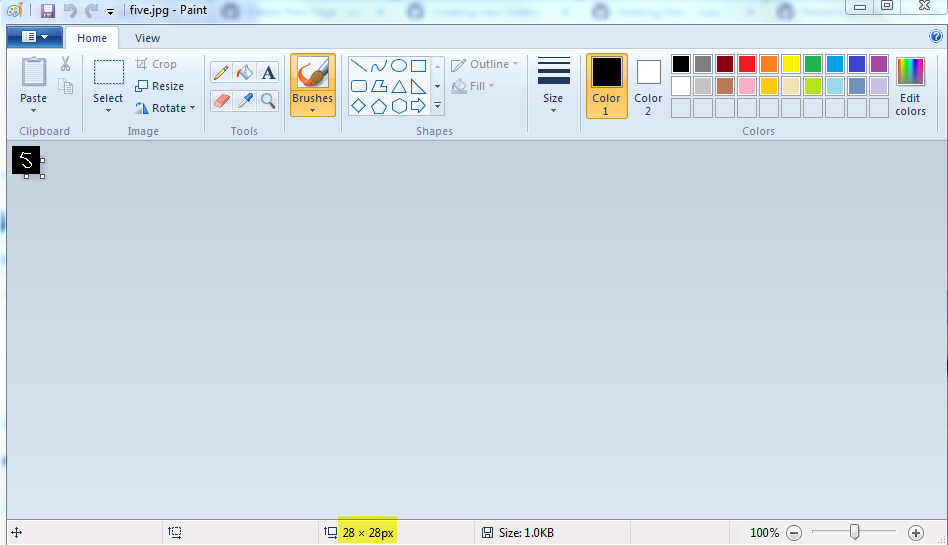 five.jpg - Paint
Home View
Crop
Resize
Rotate
Paste
Select
Clipboard
Image
A
Tools
Brushes
Outline
Fill
Shapes
Size
Color 1
Color 2
Edit colors
Colors
5
28 × 28px
Size: 1.0KB
100%